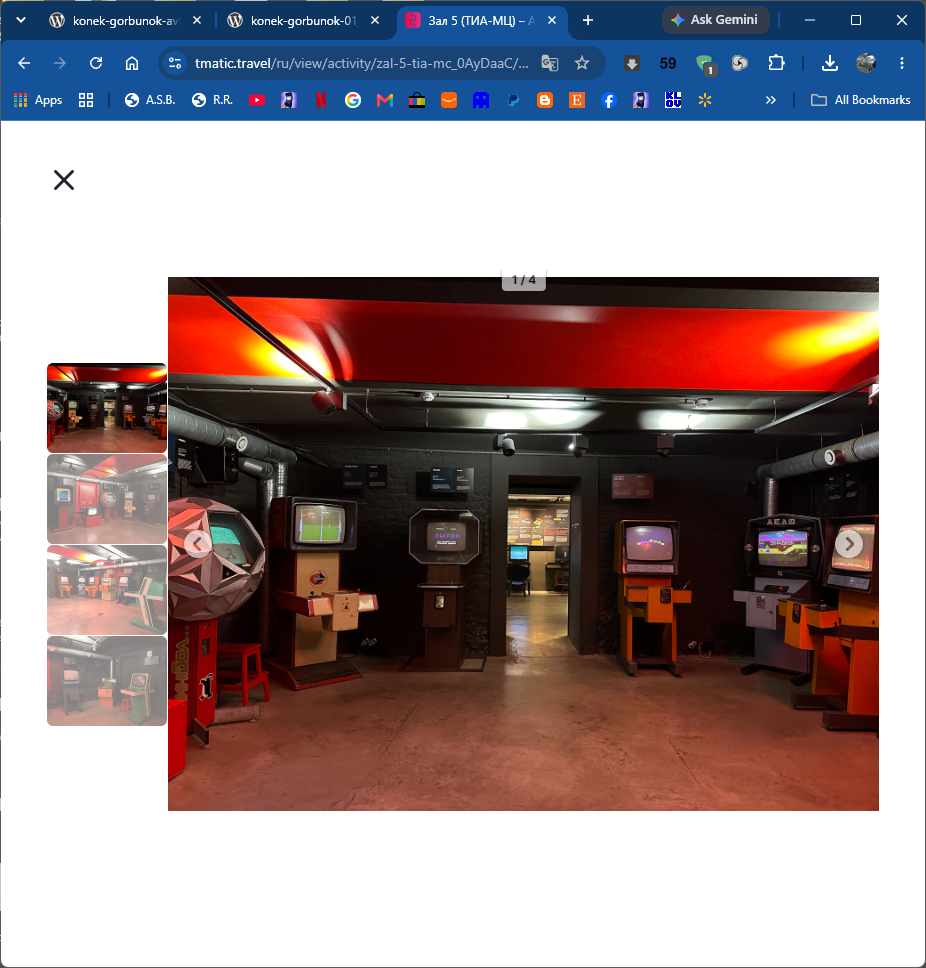 konek-gorbunok-av
konek-gorbunok-01
Зал 5 (ТИА-МЦ) – А
Ask Gemini
tmatic.travel/ru/view/activity/zal-5-tia-mc_0AyDaaC/...
59
1
Apps
A.S.B.
R.R.
All Bookmarks
1 / 4